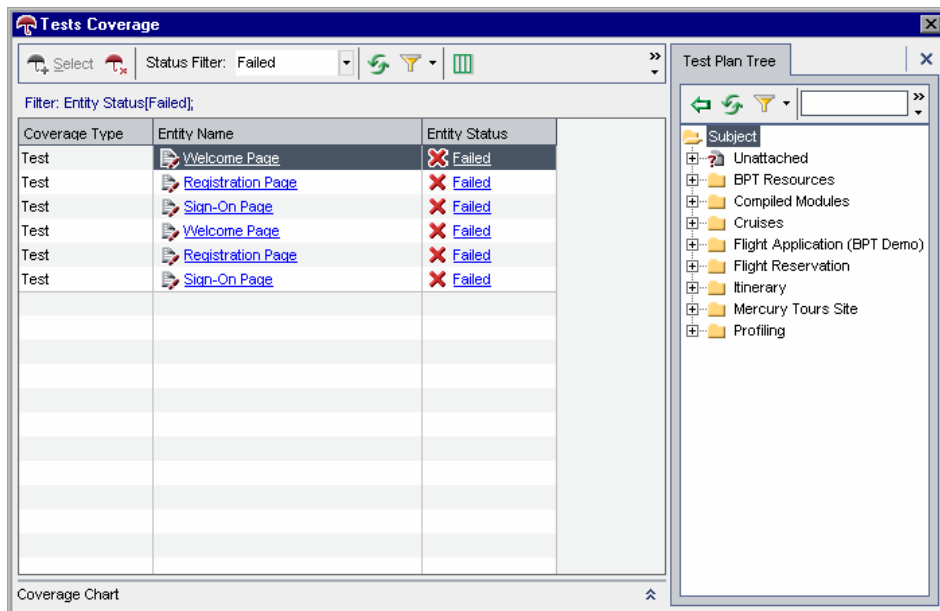 Tests Coverage
Select Status Filter: Failed
Filter: Entity Status[Failed];
Coverage Type Entity Name Entity Status
Test Welcome Page Failed
Test Registration Page Failed
Test Sign-On Page Failed
Test Welcome Page Failed
Test Registration Page Failed
Test Sign-On Page Failed
Coverage Chart
Test Plan Tree
Subject
Unattached
BPT Resources
Compiled Modules
Cruises
Flight Application (BPT Demo)
Flight Reservation
Itinerary
Mercury Tours Site
Profiling